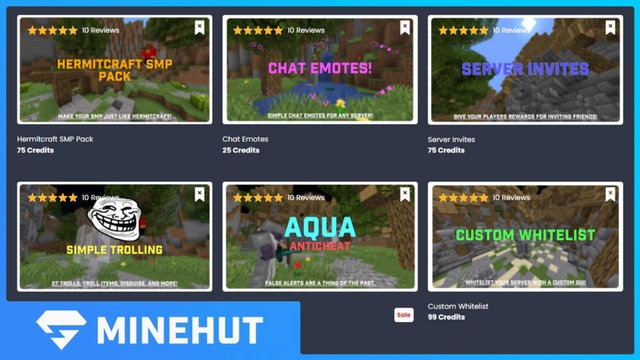 10 Reviews
HERMITCRAFT SMP
PACK
MAKE YOUR SMP JUST LIKE HERMITCRAFT!
Hermitcraft SMP Pack
75 Credits
10 Reviews
CHAT EMOTES!
SIMPLE CHAT EMOTES FOR ANY SERVER!
Chat Emotes
25 Credits
10 Reviews
SERVER INVITES
GIVE YOUR PLAYERS REWARDS FOR INVITING FRIENDS!
Server Invites
75 Credits
10 Reviews
SIMPLE TROLLING
27 TROLLS, TROLL ITEMS, DISGUISE, AND MORE!
10 Reviews
AQUA
ANTICHEAT
FALSE ALERTS ARE A THING OF THE PAST.
Sale
10 Reviews
CUSTOM WHITELIST
WHITELIST YOUR SERVER WITH A CUSTOM GUI!
Custom Whitelist
99 Credits
MINEHUT